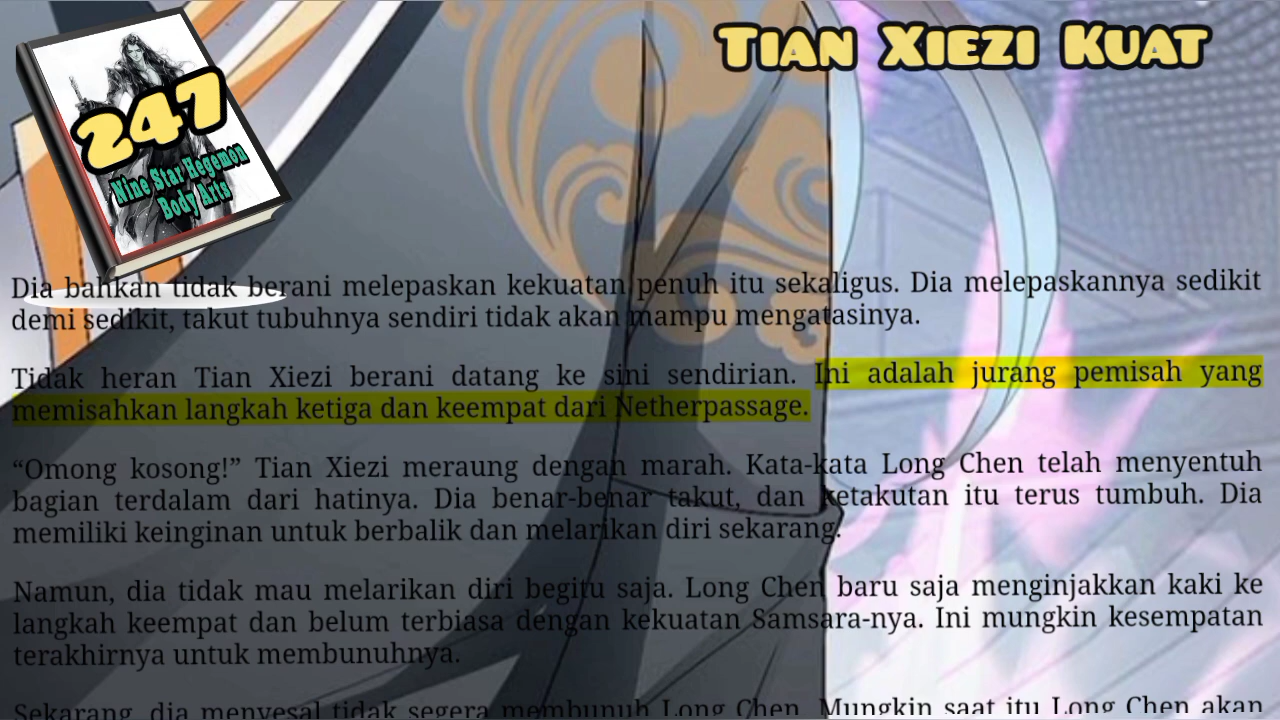 TIAN XIEZI KUAT
247
Nine Star Hegemon
Body Arts
Dia bahkan tidak berani melepaskan kekuatan penuh itu sekaligus. Dia melepaskannya sedikit
demi sedikit, takut tubuhnya sendiri tidak akan mampu mengatasinya.
Tidak heran Tian Xiezi berani datang ke sini sendirian. Ini adalah jurang pemisah yang
memisahkan langkah ketiga dan keempat dari Netherpassage.
“Omong kosong!” Tian Xiezi meraung dengan marah. Kata-kata Long Chen telah menyentuh
bagian terdalam dari hatinya. Dia benar-benar takut, dan ketakutan itu terus tumbuh. Dia
memiliki keinginan untuk berbalik dan melarikan diri sekarang.
Namun, dia tidak mau melarikan diri begitu saja. Long Chen baru saja menginjakkan kaki ke
langkah keempat dan belum terbiasa dengan kekuatan Samsara-nya. Ini mungkin kesempatan
terakhirnya untuk membunuhnya.
Sekarang, dia menyesal tidak segera membunuh Long Chen. Mungkin saat itu Long Chen akan